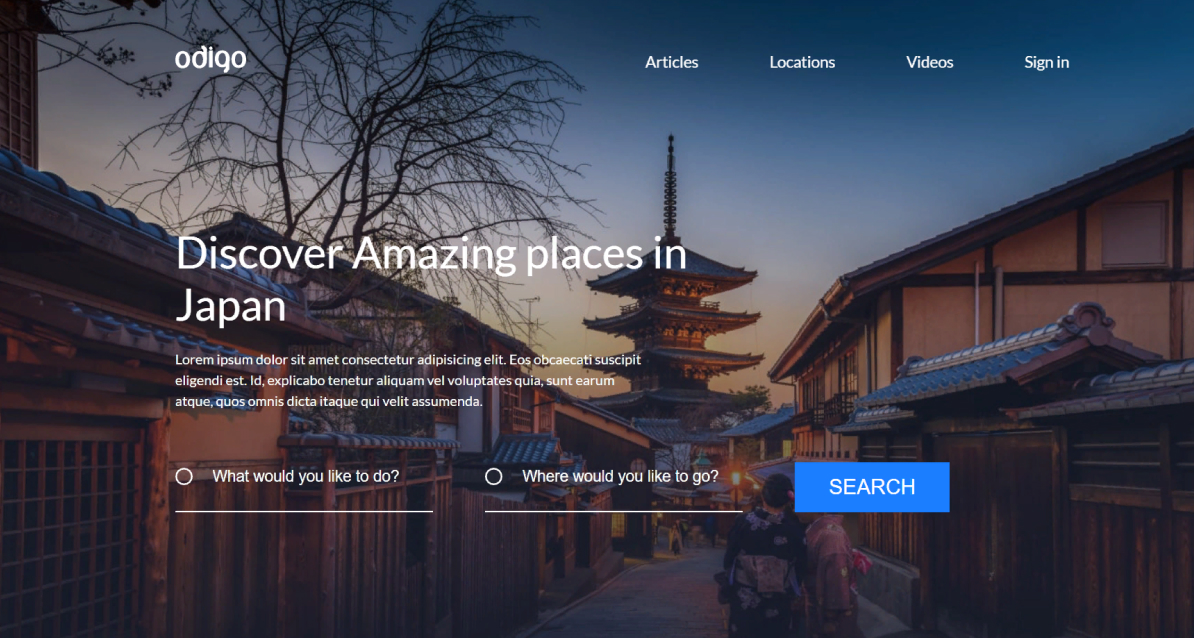 odigo
Articles
Locations
Videos
Sign in
Discover Amazing places in
Japan
Lorem ipsum dolor sit amet consectetur adipisicing elit. Eos obcaecati suscipit
eligendi est. Id, explicabo tenetur aliquam vel voluptates quia, sunt earum
atque, quos omnis dicta itaque qui velit assumenda.
What would you like to do?
Where would you like to go?
SEARCH